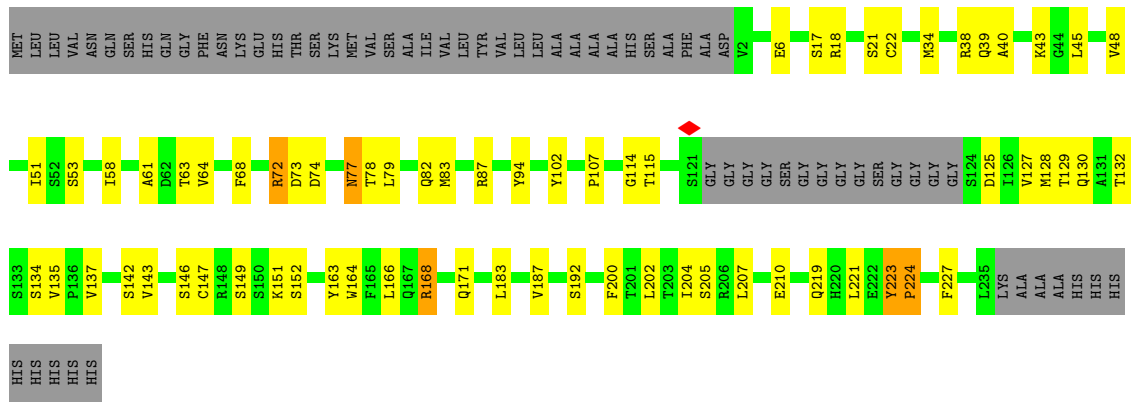 MET LEU LEU VAL ASN GLN SER HIS GLN GLY PHE ASN LYS GLU HIS THR SER LYS MET VAL SER ALA ILE VAL LEU TYR VAL LEU LEU ALA ALA ALA ALA HIS SER ALA PHE ALA ASP V2 E6 S17 R18 S21 C22 M34 R38 Q39 A40 K43 G44 L45 V48
I51 S52 S53 I58 A61 D62 T63 V64 F68 R72 D73 D74 N77 T78 L79 Q82 M83 R87 Y94 Y102 P107 G114 T115 S121 GLY GLY GLY GLY SER GLY GLY GLY GLY SER GLY GLY GLY GLY S124 D125 I126 V127 M128 T129 Q130 A131 T132
S133 S134 V135 P136 V137 S142 V143 S146 C147 R148 S149 S150 K151 S152 Y163 W164 F165 L166 Q167 R168 Q171 L183 V187 S192 F200 T201 L202 T203 I204 S205 R206 L207 E210 Q219 H220 L221 E222 Y223 P224 F227 L235 LYS ALA ALA ALA HIS HIS HIS
HIS HIS HIS HIS HIS